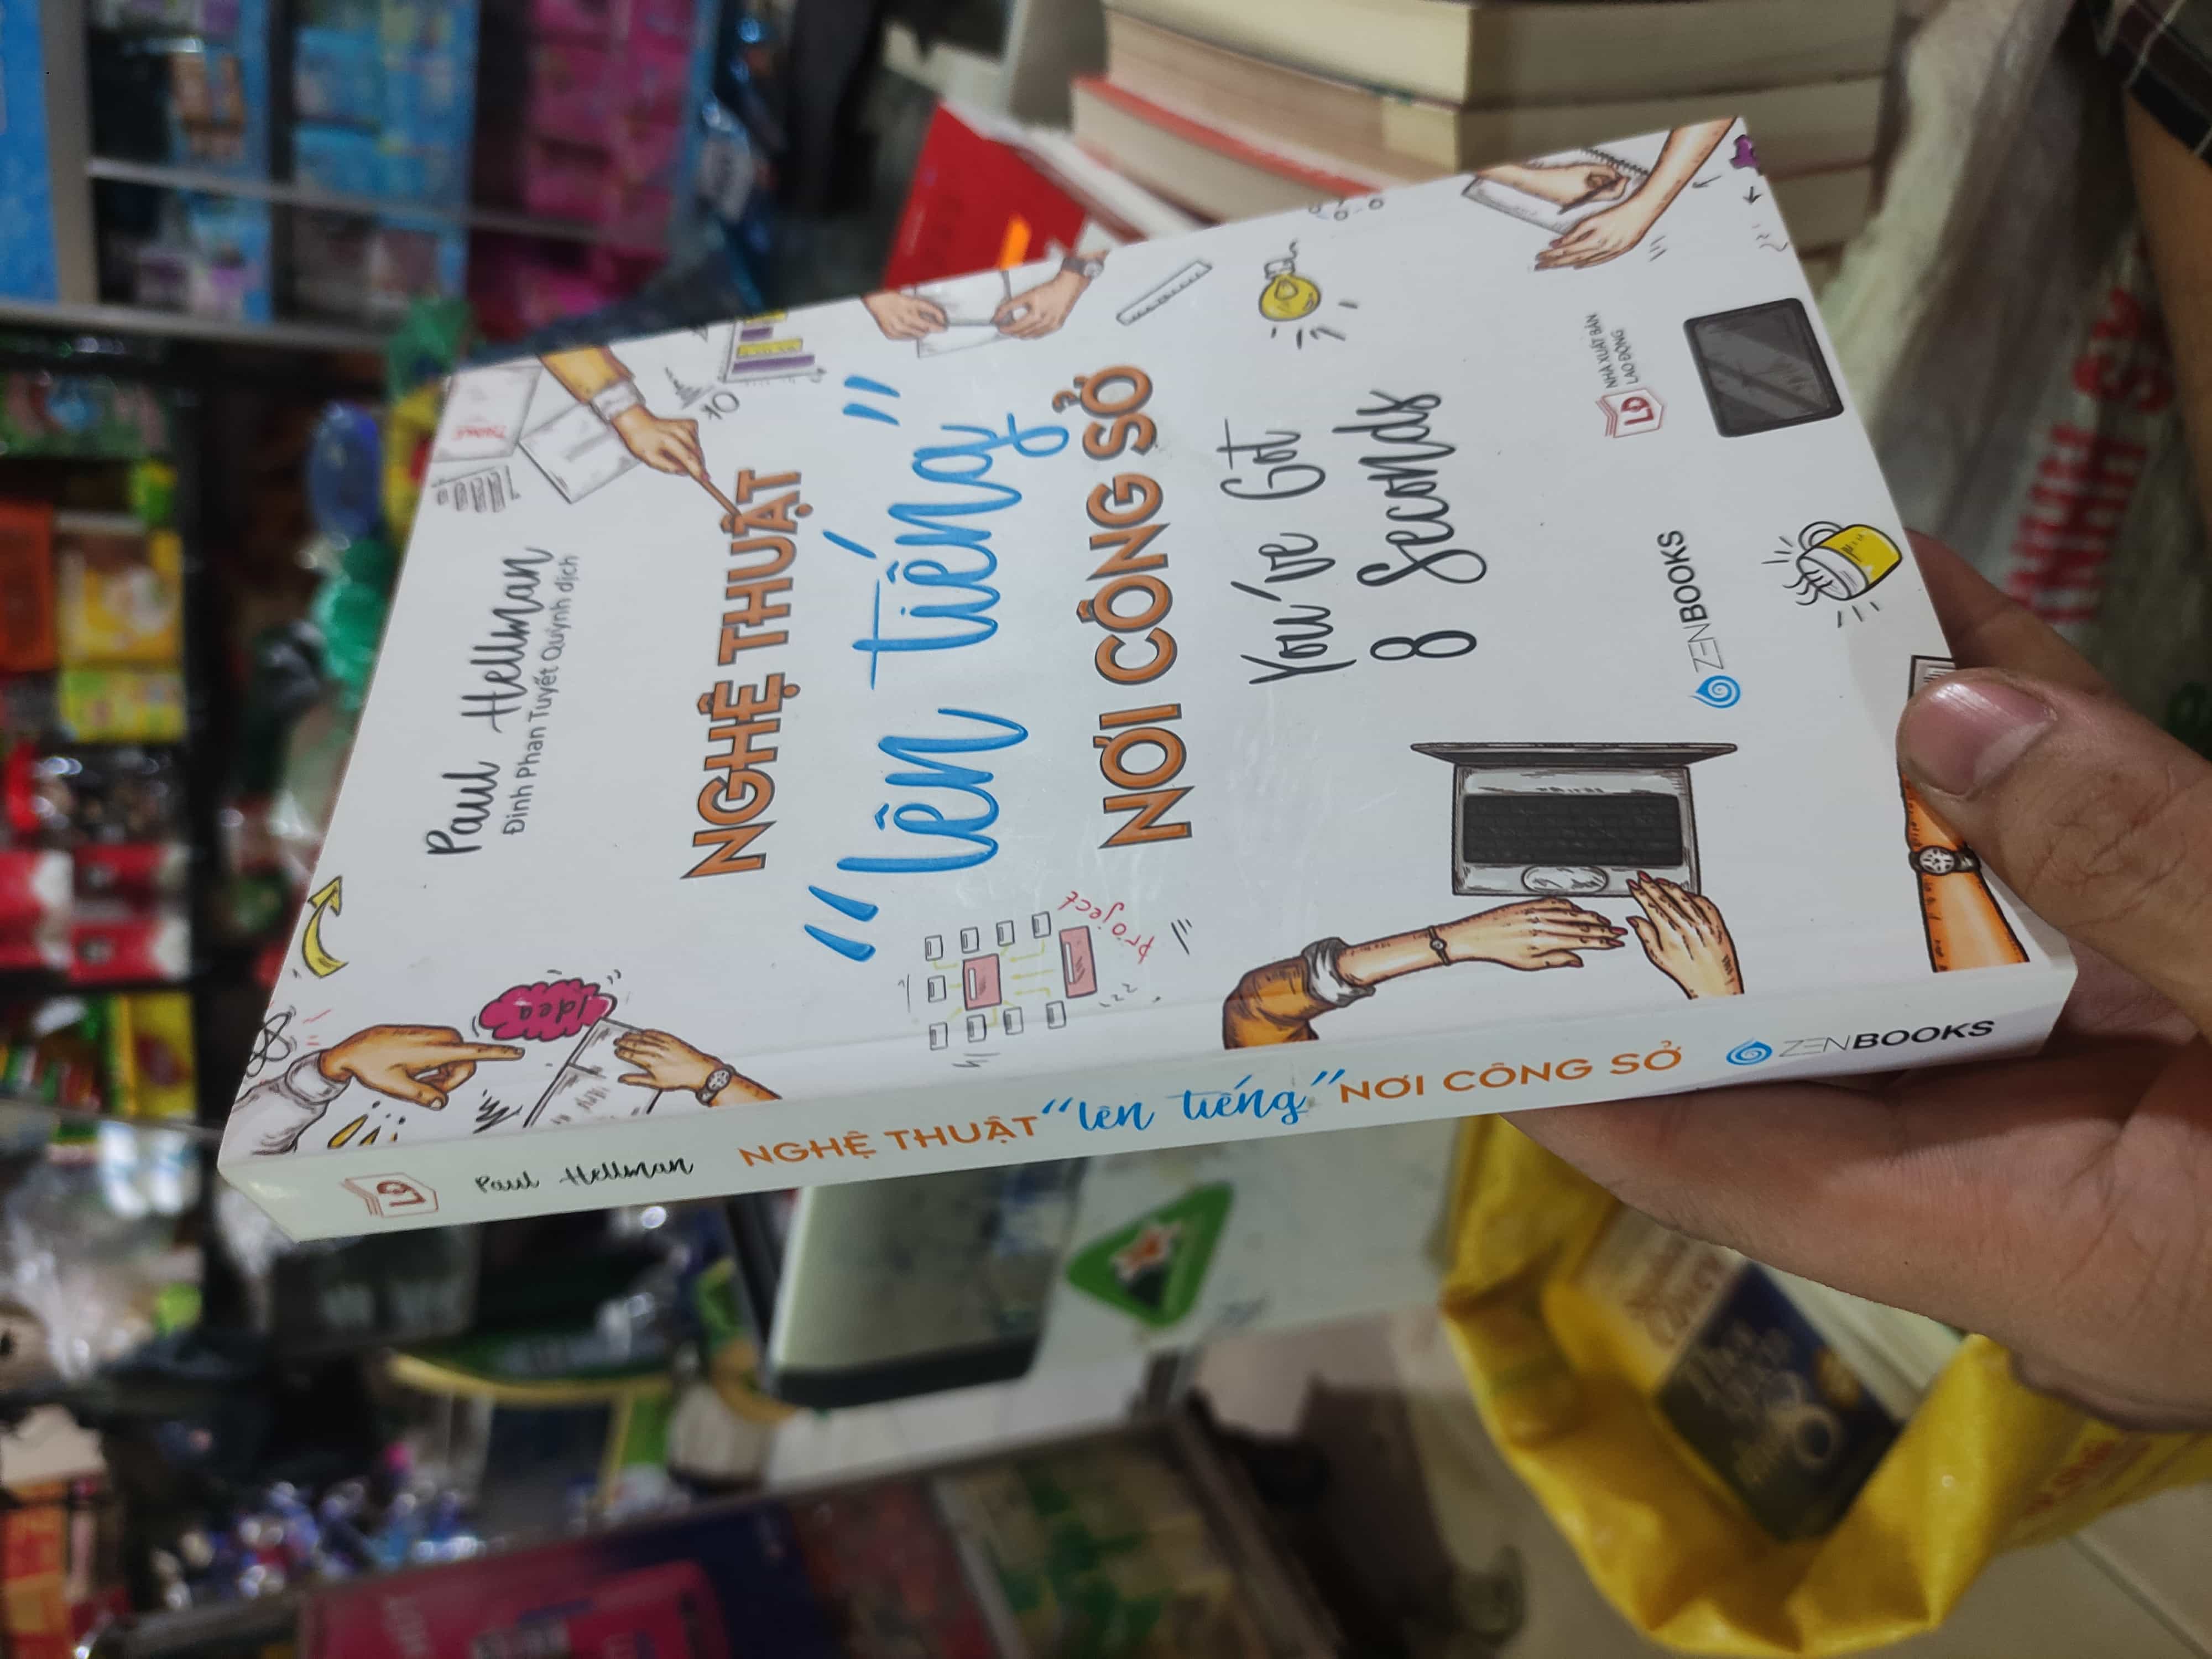 Paul Hellman
Đinh Phan Tuyết Quỳnh dịch
NGHỆ THUẬT
"lên tiếng"
NƠI CÔNG SỞ
You've Got
8 Seconds
ZENBOOKS
LĐ
NHÀ XUẤT BẢN
LAO ĐỘNG
Idea
project
LĐ
Paul Hellman
NGHỆ THUẬT "lên tiếng" NƠI CÔNG SỞ
ZENBOOKS